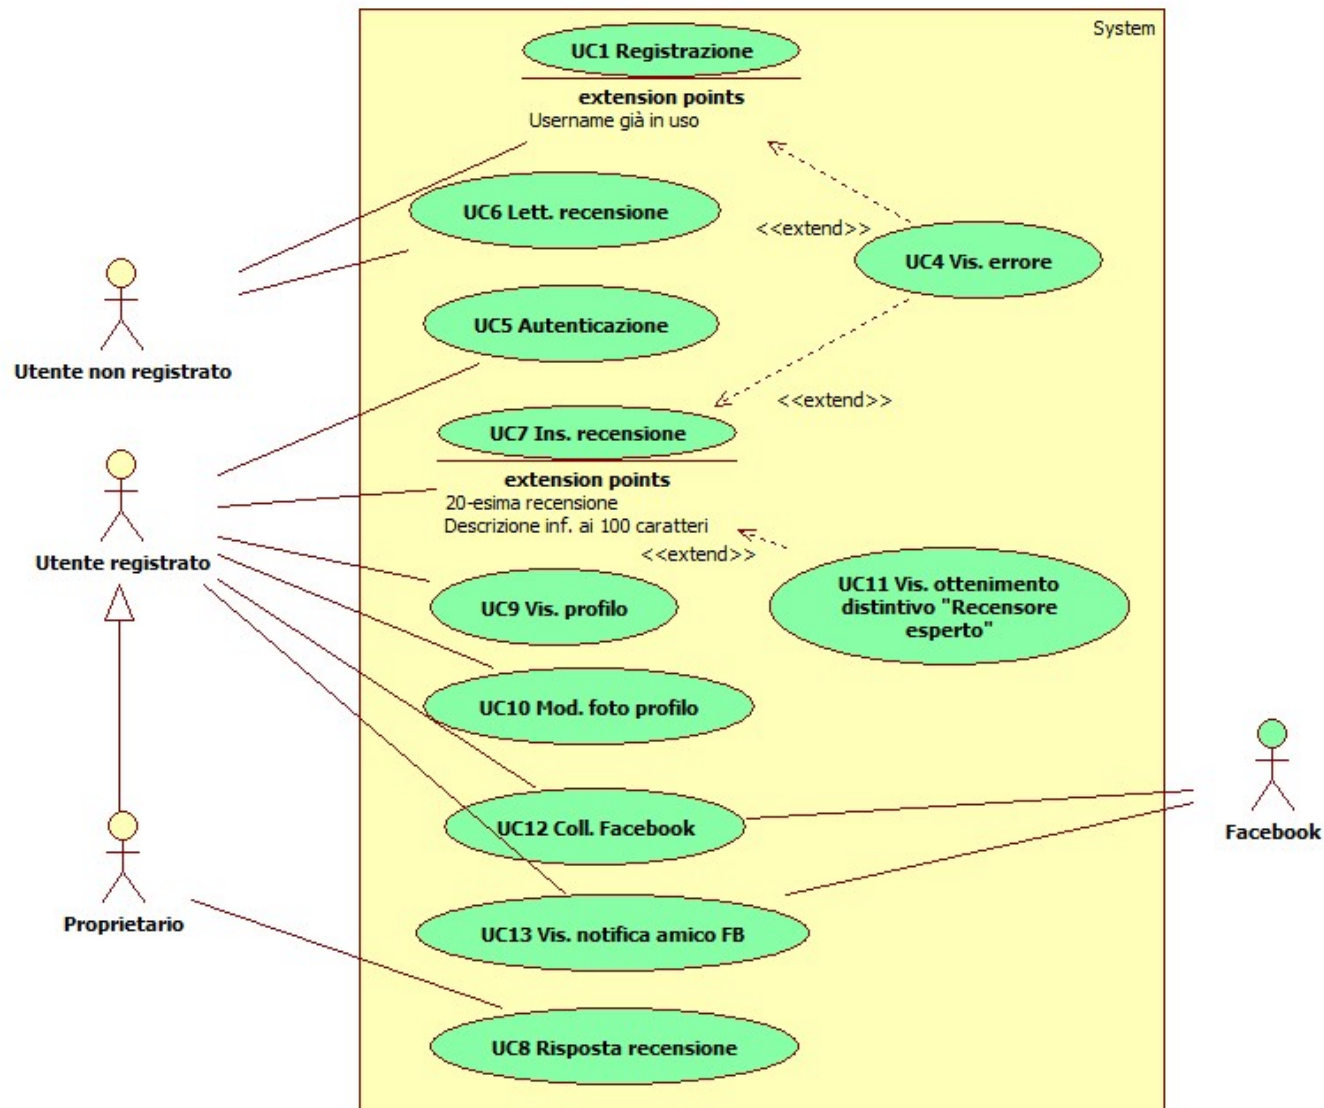 System
UC1 Registrazione
extension points
Username già in uso
UC6 Lett. recensione
<<extend>>
UC4 Vis. errore
UC5 Autenticazione
Utente non registrato
<<extend>>
UC7 Ins. recensione
extension points
20-esima recensione
Descrizione inf. ai 100 caratteri
<<extend>>
Utente registrato
UC11 Vis. ottenimento
distintivo "Recensore
esperto"
UC9 Vis. profilo
UC10 Mod. foto profilo
UC12 Coll. Facebook
Facebook
Proprietario
UC13 Vis. notifica amico FB
UC8 Risposta recensione